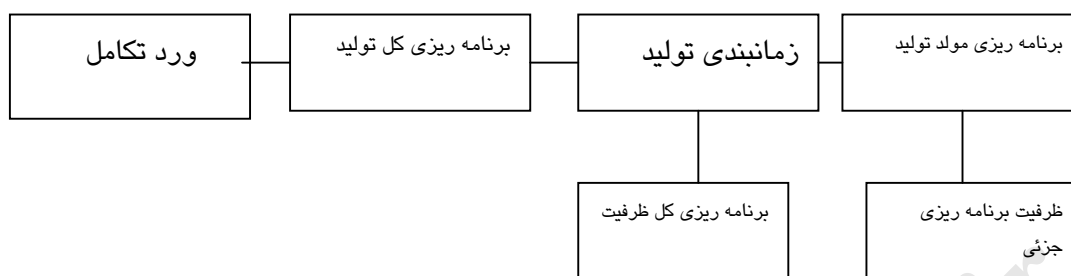 برنامه ریزی مولد تولید
زمانبندی تولید
برنامه ریزی کل تولید
ورد تکامل
ظرفیت برنامه ریزی
جزئی
برنامه ریزی کل ظرفیت